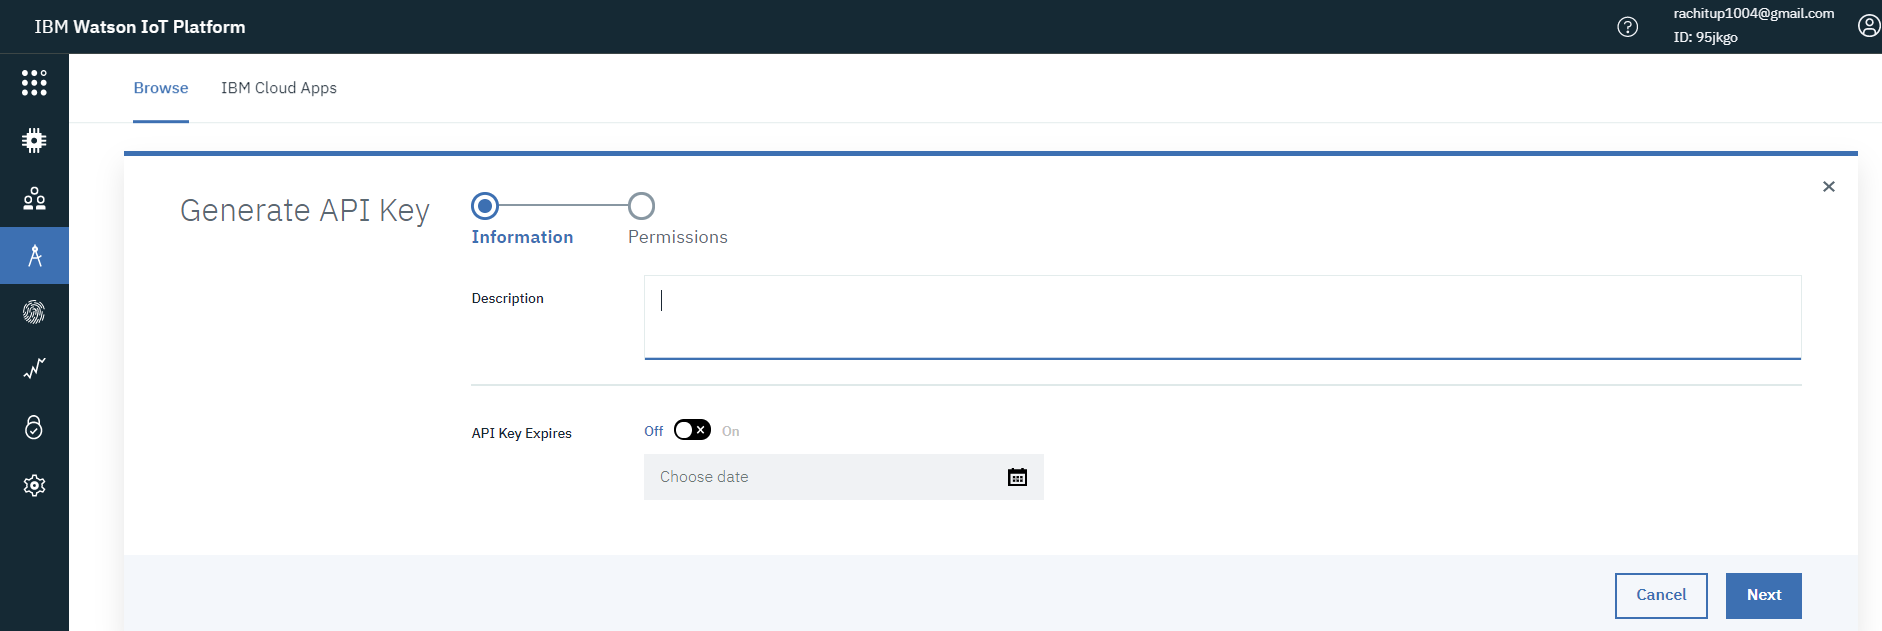 IBM Watson IoT Platform
rachitup1004@gmail.com
ID: 95jkgo
Browse
IBM Cloud Apps
Generate API Key
Information
Permissions
Description
API Key Expires
Off
On
Choose date
Cancel
Next